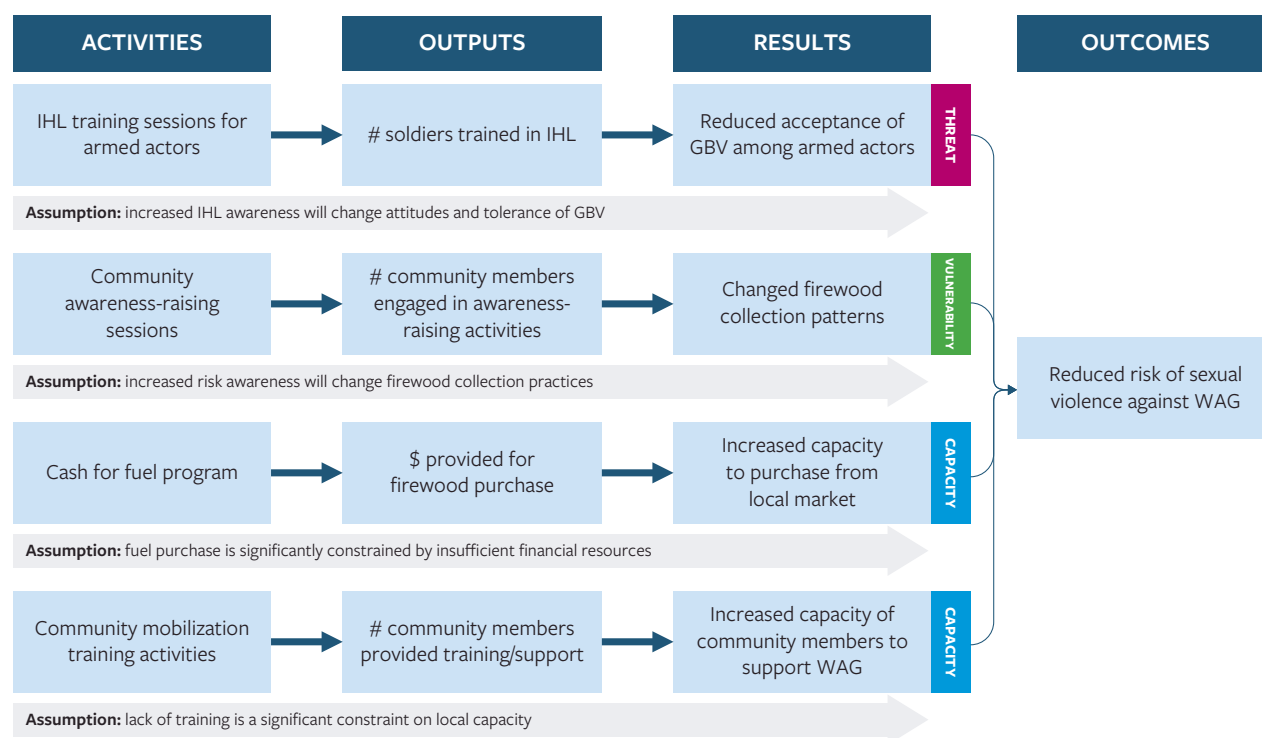 ACTIVITIES
OUTPUTS
RESULTS
OUTCOMES
IHL training sessions for
armed actors
# soldiers trained in IHL
Reduced acceptance of
GBV among armed actors
THREAT
Assumption: increased IHL awareness will change attitudes and tolerance of GBV
Community
awareness-raising
sessions
# community members
engaged in awareness-
raising activities
Changed firewood
collection patterns
VULNERABILITY
Assumption: increased risk awareness will change firewood collection practices
Reduced risk of sexual
violence against WAG
Cash for fuel program
$ provided for
firewood purchase
Increased capacity
to purchase from
local market
CAPACITY
Assumption: fuel purchase is significantly constrained by insufficient financial resources
Community mobilization
training activities
# community members
provided training/support
Increased capacity of
community members to
support WAG
CAPACITY
Assumption: lack of training is a significant constraint on local capacity